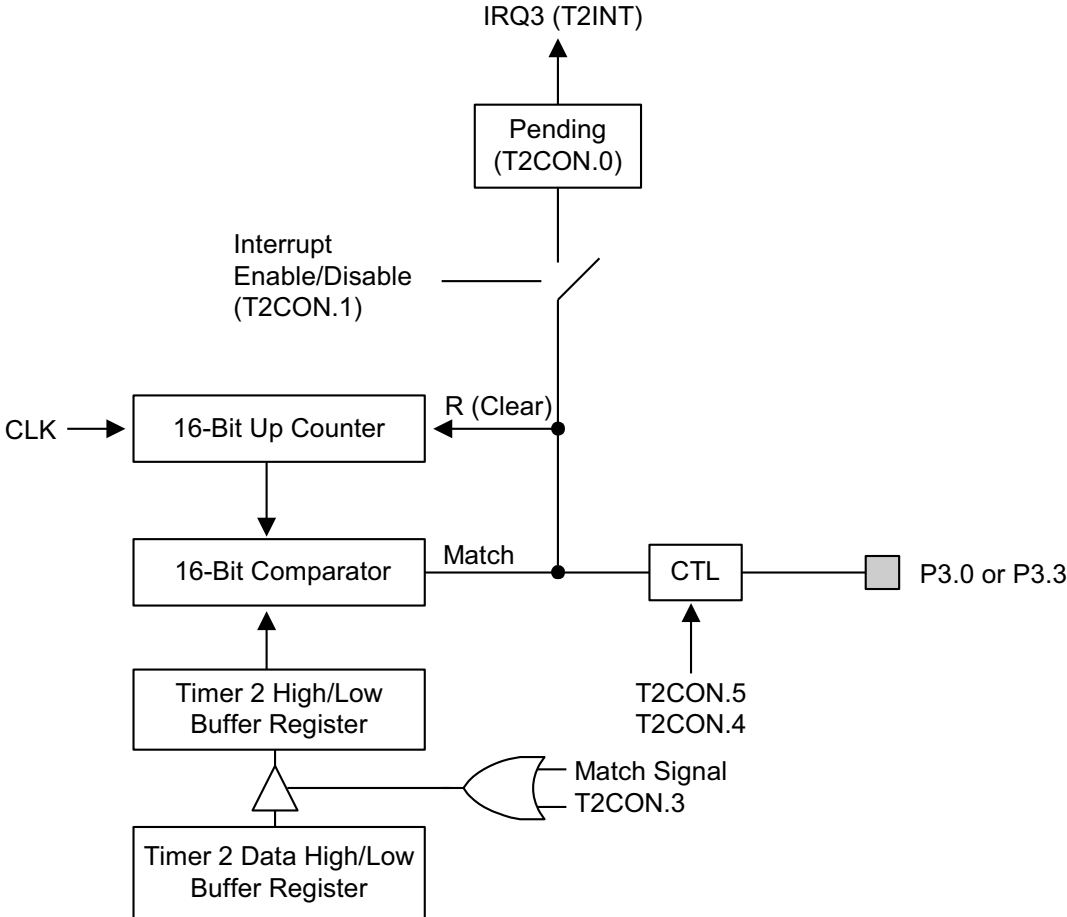 IRQ3 (T2INT)
Pending
(T2CON.0)
Interrupt
Enable/Disable
(T2CON.1)
R (Clear)
CLK
16-Bit Up Counter
Match
16-Bit Comparator
CTL
P3.0 or P3.3
Timer 2 High/Low
Buffer Register
T2CON.5
T2CON.4
Match Signal
T2CON.3
Timer 2 Data High/Low
Buffer Register